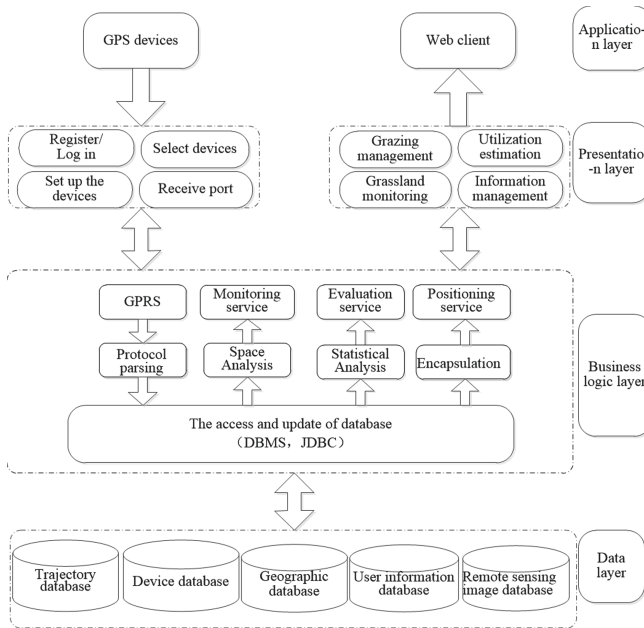 GPS devices
Web client
Applicatio-
n layer
Register/
Log in
Select devices
Set up the
devices
Receive port
Grazing
management
Utilization
estimation
Grassland
monitoring
Information
management
Presentatio
-n layer
GPRS
Monitoring
service
Evaluation
service
Positioning
service
Protocol
parsing
Space
Analysis
Statistical
Analysis
Encapsulation
The access and update of database
（DBMS，JDBC）
Business
logic layer
Trajectory
database
Device database
Geographic
database
User information
database
Remote sensing
image database
Data
layer